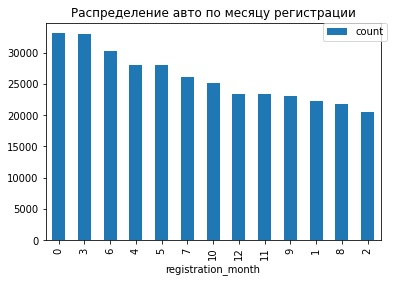 Распределение авто по месяцу регистрации
count
35000
30000
25000
20000
15000
10000
5000
0
0 3 6 4 5 7 10 12 11 9 1 8 2
registration_month